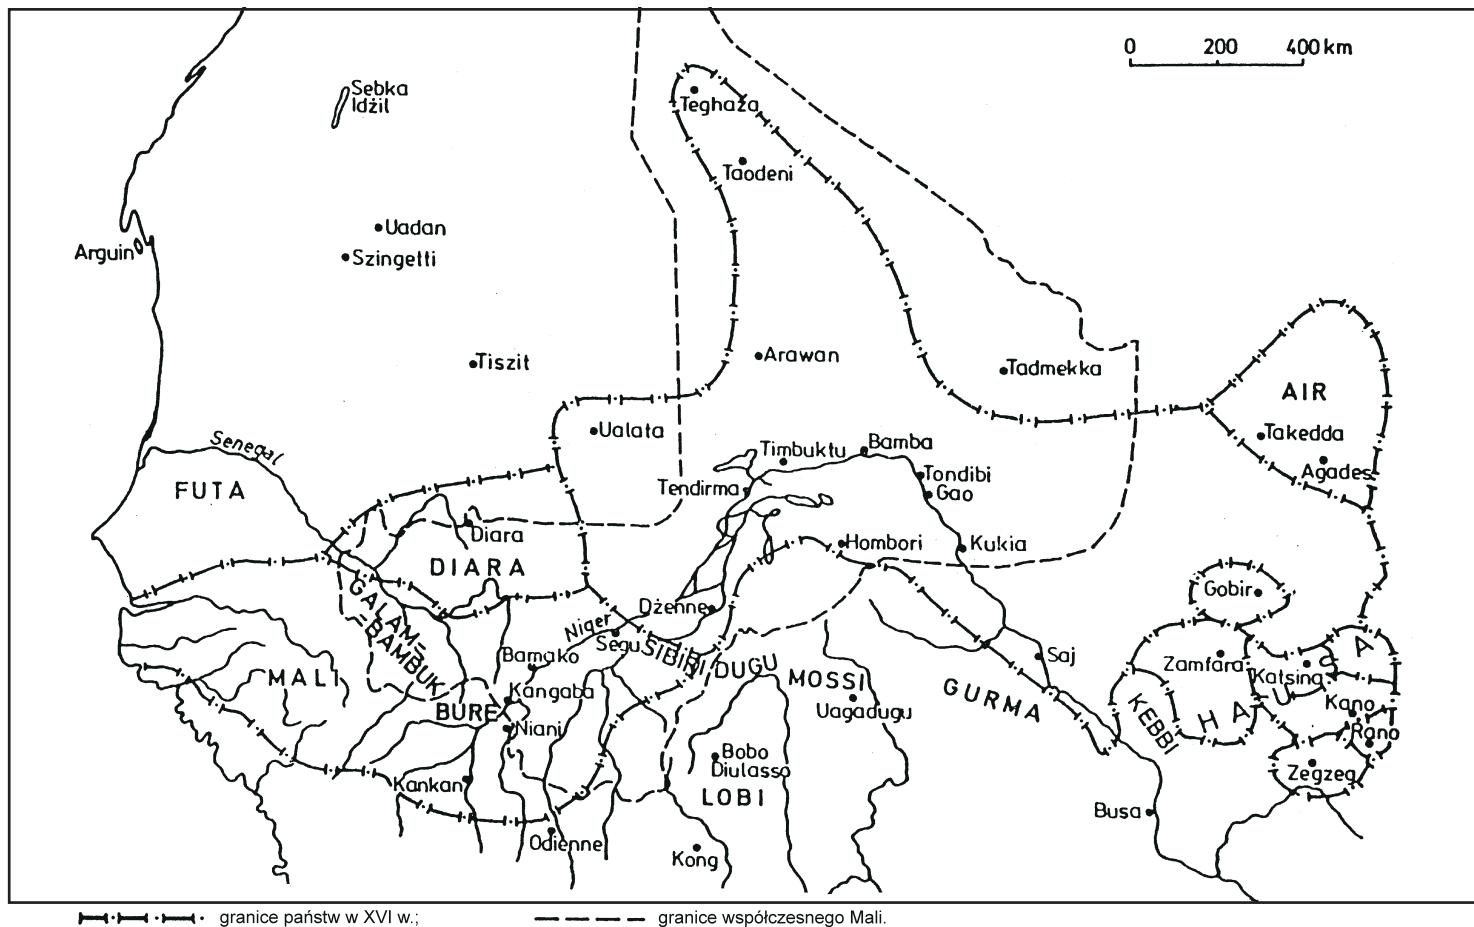 0 200 400 km
Sebka
Idżil
Teghaża
Taodeni
Uadan
Arguin
Szingetti
Tiszit
Arawan
Tadmekka
AIR
Ualata
Takedda
Agades
Senegal
Timbuktu
Bamba
FUTA
Tendirma
Tondibi
Gao
Diara
DIARA
Hombori
Kukia
GALAM=
=BAMBUK
Gobir
Dżenne
Niger
Segu
SIBIRIDUGU
Bamako
MALI
Kangaba
BURE
Niani
MOSSI
Uagadugu
GURMA
Saj
Zamfara
Katsina
KEBBI
HAUSA
Kano
Rano
Zegzeg
Kankan
Bobo
Diulasso
LOBI
Busa
Odienne
Kong
granice państw w XVI w.;
granice współczesnego Mali.